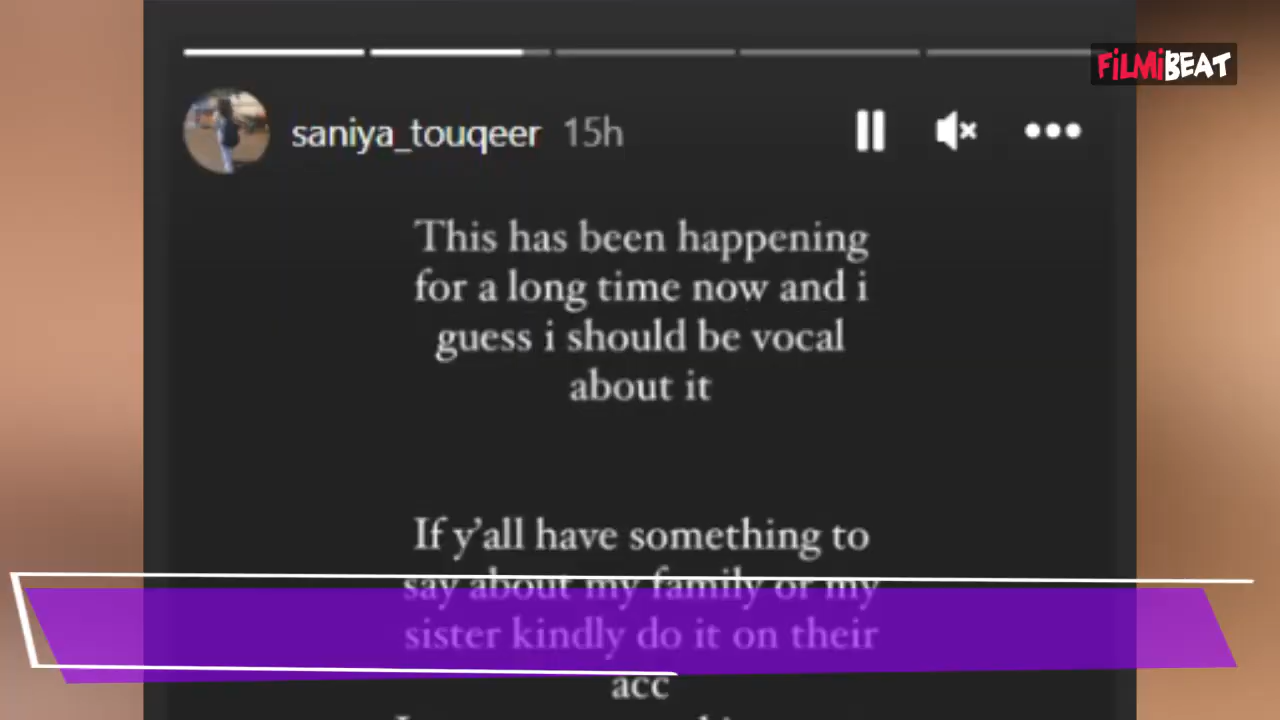 FILMIBEAT
saniya_touqeer 15h
This has been happening
for a long time now and i
guess i should be vocal
about it
If y'all have something to
say about my family or my
sister kindly do it on their
acc